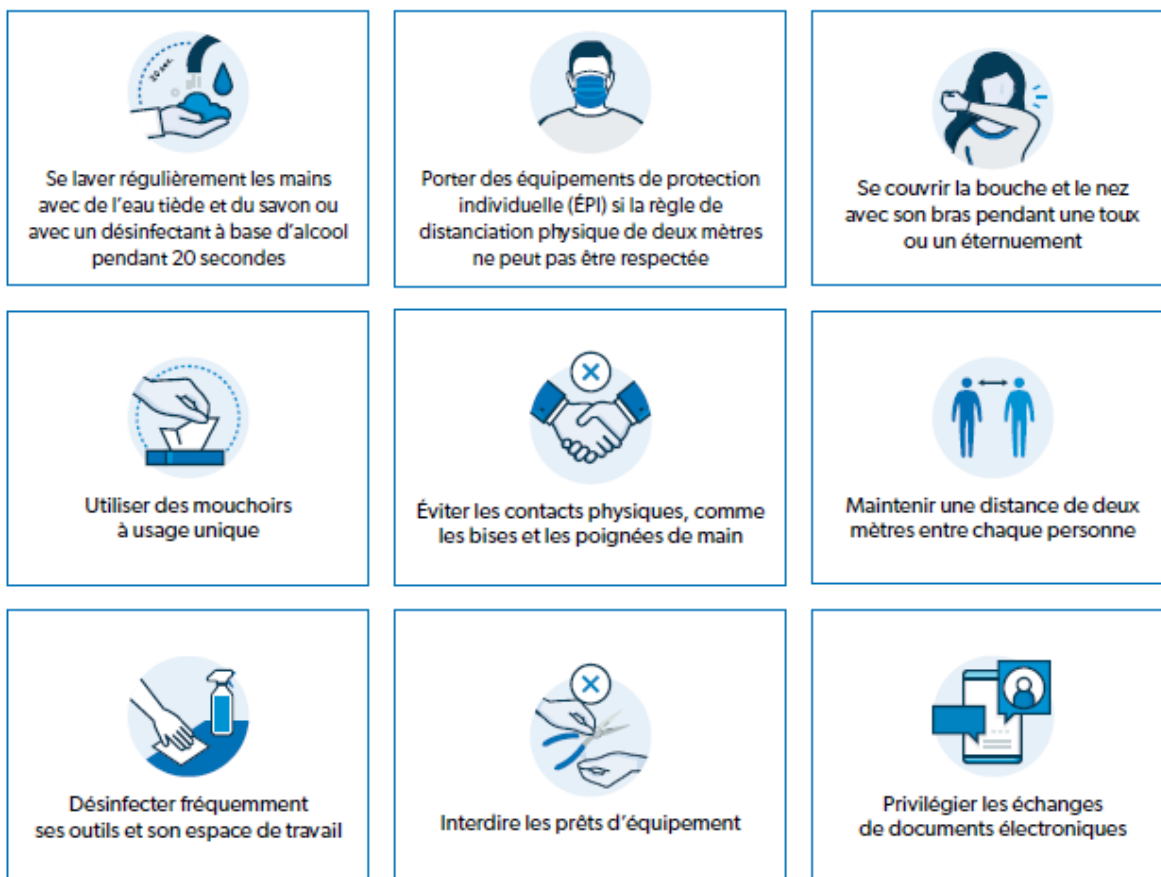 20 sec.
Se laver régulièrement les mains
avec de l'eau tiède et du savon ou
avec un désinfectant à base d'alcool
pendant 20 secondes
Porter des équipements de protection
individuelle (ÉPI) si la règle de
distanciation physique de deux mètres
ne peut pas être respectée
Se couvrir la bouche et le nez
avec son bras pendant une toux
ou un éternuement
Utiliser des mouchoirs
à usage unique
Éviter les contacts physiques, comme
les bises et les poignées de main
Maintenir une distance de deux
mètres entre chaque personne
Désinfecter fréquemment
ses outils et son espace de travail
Interdire les prêts d'équipement
Privilégier les échanges
de documents électroniques